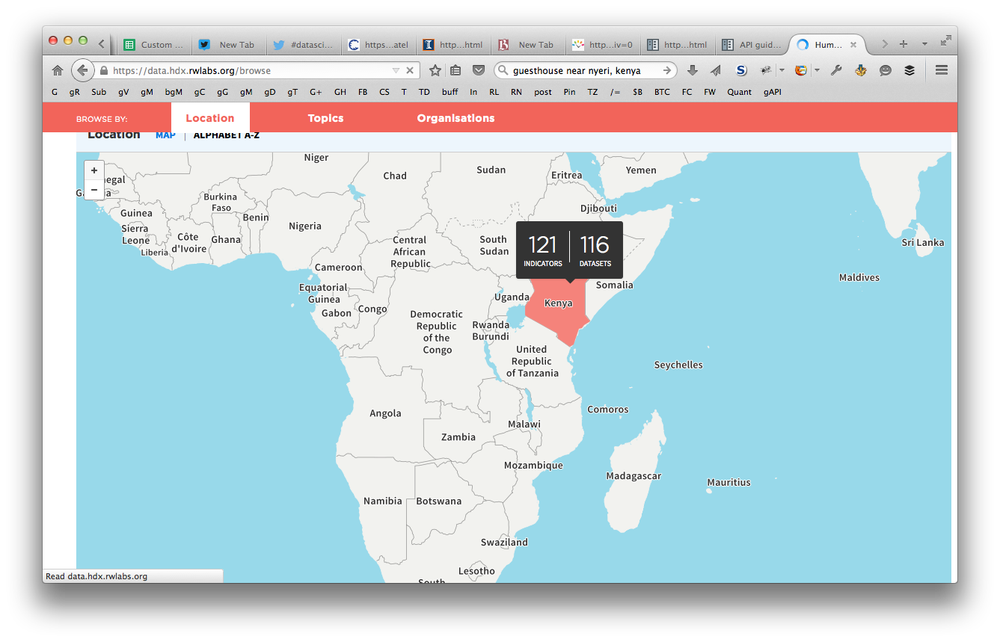 Custom ...
New Tab
#datasci...
https...atel
http...html
New Tab
http...iv=0
http...html
API guid...
Hum...
https://data.hdx.rwlabs.org/browse
guesthouse near nyeri, kenya
G gR Sub gV gM bgM gC gG gM gD gT G+ GH FB CS T TD buff In RL RN post Pin TZ /= $B BTC FC FW Quant gAPI
BROWSE BY: Location Topics Organisations
Location MAP | ALPHABET A-Z
+
−
Niger
Chad
Sudan
Eritrea
Yemen
egal
Burkina
Faso
Djibouti
Guinea
Benin
Nigeria
Sierra
Leone
Côte
d'Ivoire
Ghana
Liberia
Central
African
Republic
South
Sudan
121
INDICATORS
116
DATASETS
Sri Lanka
Cameroon
Maldives
Somalia
Equatorial
Guinea
Uganda
Kenya
Gabon
Congo
Democratic
Republic
of the
Congo
Rwanda
Burundi
United
Republic
of Tanzania
Seychelles
Angola
Comoros
Malawi
Zambia
Mozambique
Madagascar
Mauritius
Namibia
Botswana
Swaziland
Lesotho
South
Read data.hdx.rwlabs.org